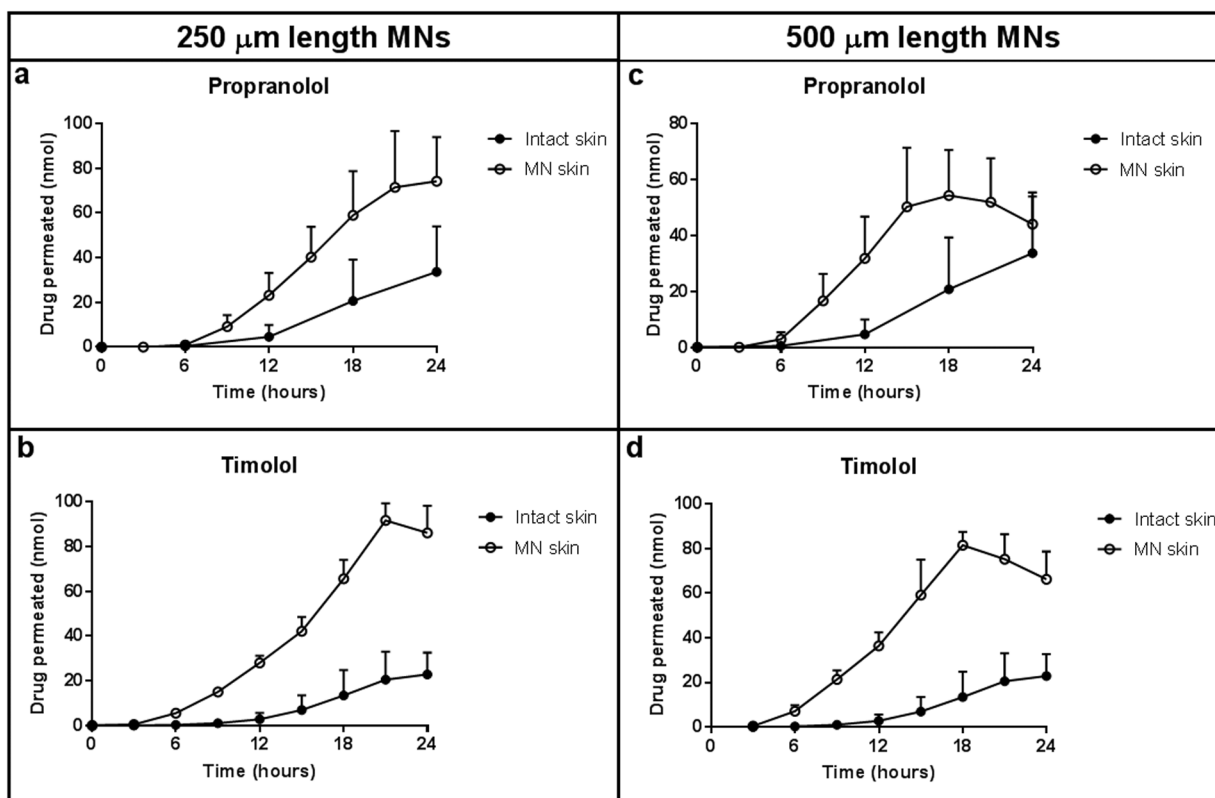 250 μm length MNs
500 μm length MNs
a
Propranolol
Drug permeated (nmol)
100
80
60
40
20
0
0 6 12 18 24
Time (hours)
Intact skin
MN skin
c
Propranolol
Drug permeated (nmol)
80
60
40
20
0
0 6 12 18 24
Time (hours)
Intact skin
MN skin
b
Timolol
Drug permeated (nmol)
100
80
60
40
20
0
0 6 12 18 24
Time (hours)
Intact skin
MN skin
d
Timolol
Drug permeated (nmol)
100
80
60
40
20
0
0 6 12 18 24
Time (hours)
Intact skin
MN skin